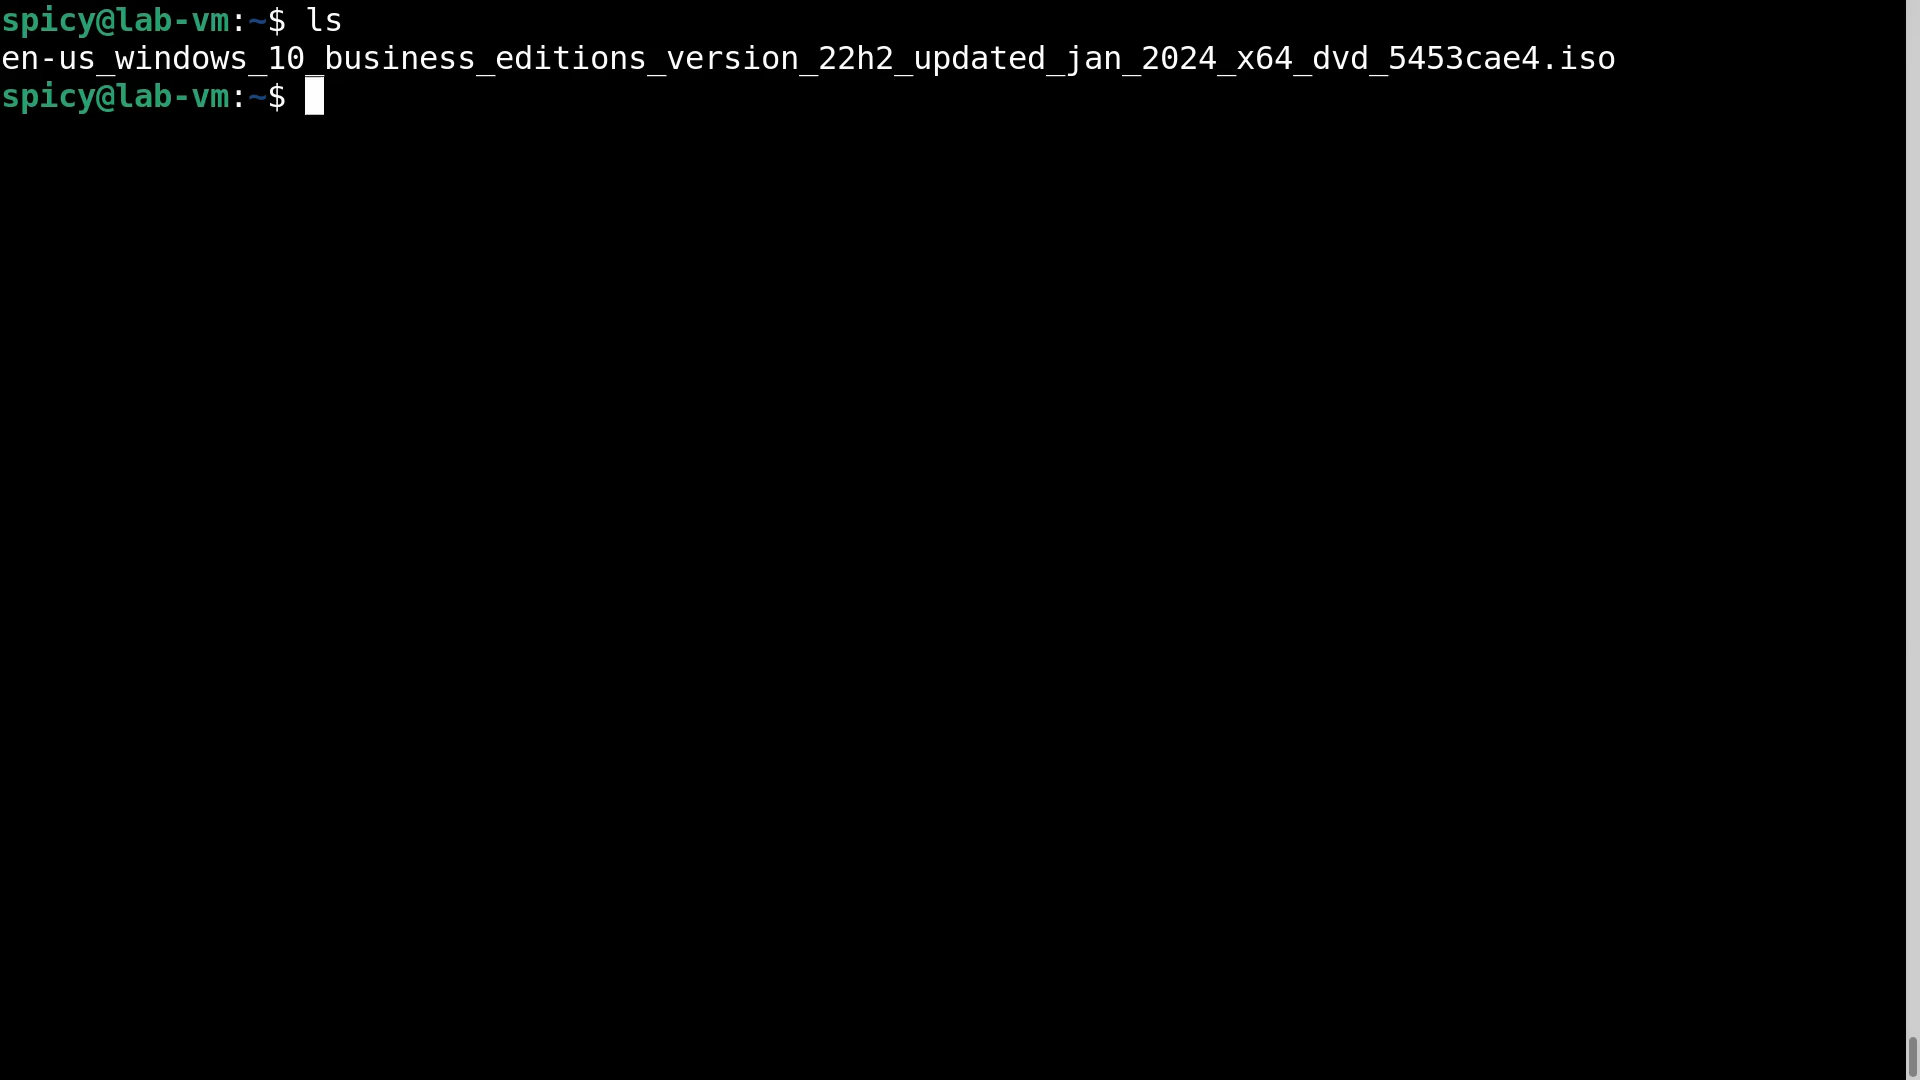 spicy@lab-vm:~$ ls
en-us_windows_10_business_editions_version_22h2_updated_jan_2024_x64_dvd_5453cae4.iso
spicy@lab-vm:~$